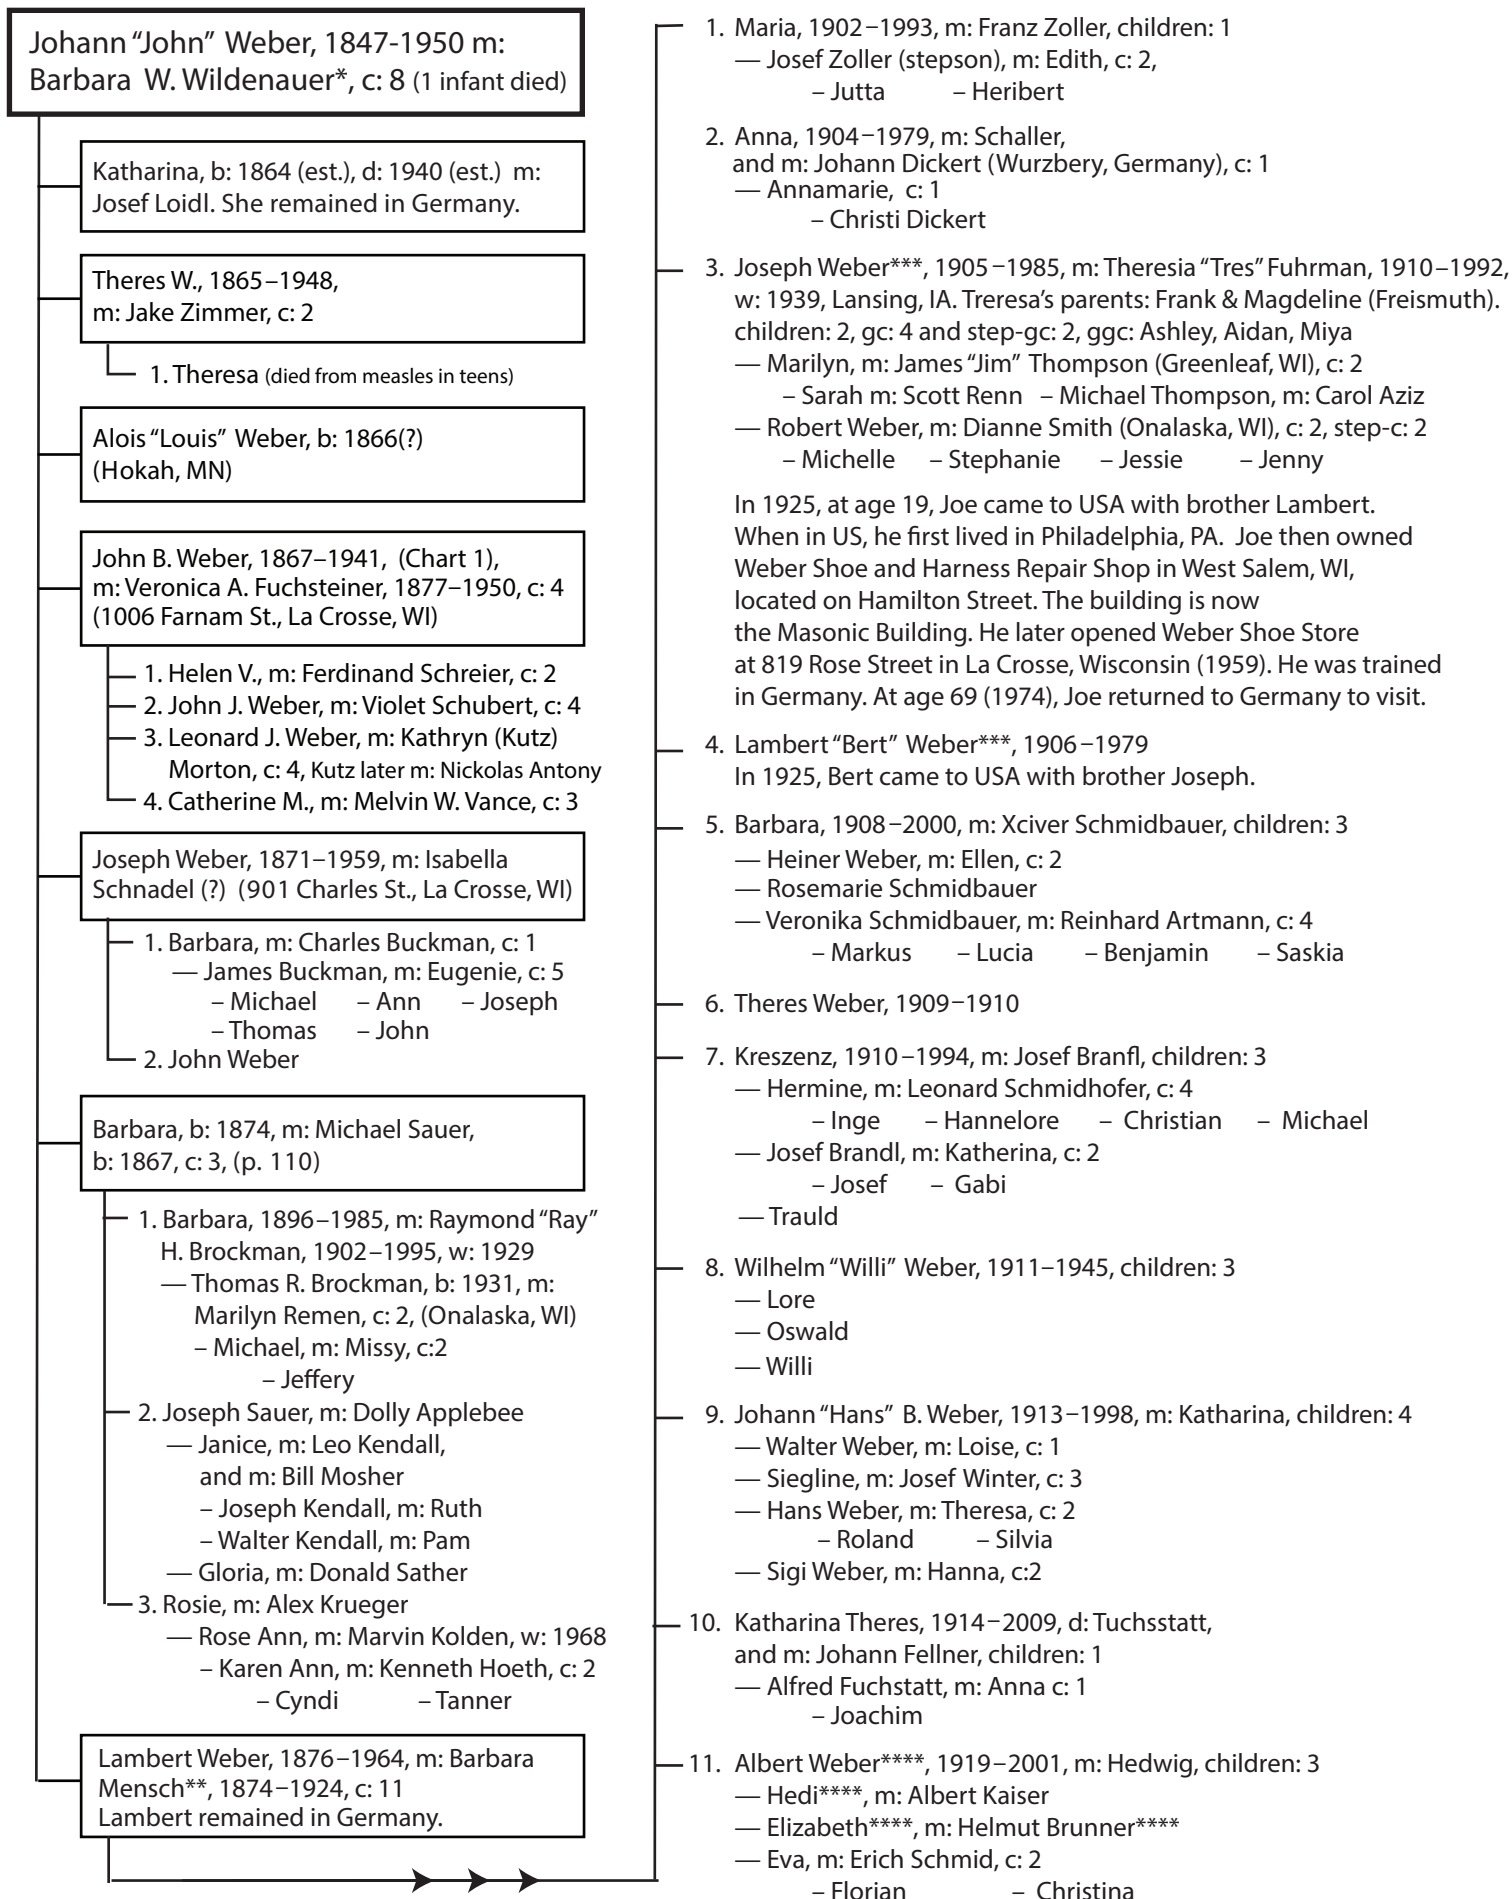 Johann “John” Weber, 1847-1950 m:
Barbara W. Wildenauer*, c: 8 (1 infant died)
Katharina, b: 1864 (est.), d: 1940 (est.) m:
Josef Loidl. She remained in Germany.
Theres W., 1865–1948,
m: Jake Zimmer, c: 2
1. Theresa (died from measles in teens)
Alois “Louis” Weber, b: 1866(?)
(Hokah, MN)
John B. Weber, 1867–1941, (Chart 1),
m: Veronica A. Fuchsteiner, 1877–1950, c: 4
(1006 Farnam St., La Crosse, WI)
1. Helen V., m: Ferdinand Schreier, c: 2
2. John J. Weber, m: Violet Schubert, c: 4
3. Leonard J. Weber, m: Kathryn (Kutz)
Morton, c: 4, Kutz later m: Nickolas Antony
4. Catherine M., m: Melvin W. Vance, c: 3
Joseph Weber, 1871–1959, m: Isabella
Schnadel (?) (901 Charles St., La Crosse, WI)
1. Barbara, m: Charles Buckman, c: 1
— James Buckman, m: Eugenie, c: 5
– Michael – Ann – Joseph
– Thomas – John
2. John Weber
Barbara, b: 1874, m: Michael Sauer,
b: 1867, c: 3, (p. 110)
1. Barbara, 1896–1985, m: Raymond “Ray”
H. Brockman, 1902–1995, w: 1929
— Thomas R. Brockman, b: 1931, m:
Marilyn Remen, c: 2, (Onalaska, WI)
– Michael, m: Missy, c:2
– Jeffery
2. Joseph Sauer, m: Dolly Applebee
— Janice, m: Leo Kendall,
and m: Bill Mosher
– Joseph Kendall, m: Ruth
– Walter Kendall, m: Pam
— Gloria, m: Donald Sather
3. Rosie, m: Alex Krueger
— Rose Ann, m: Marvin Kolden, w: 1968
– Karen Ann, m: Kenneth Hoeth, c: 2
– Cyndi – Tanner
Lambert Weber, 1876–1964, m: Barbara
Mensch**, 1874–1924, c: 11
Lambert remained in Germany.
1. Maria, 1902–1993, m: Franz Zoller, children: 1
— Josef Zoller (stepson), m: Edith, c: 2,
– Jutta – Heribert
2. Anna, 1904–1979, m: Schaller,
and m: Johann Dickert (Wurzbery, Germany), c: 1
— Annamarie, c: 1
– Christi Dickert
3. Joseph Weber***, 1905–1985, m: Theresia “Tres” Fuhrman, 1910–1992,
w: 1939, Lansing, IA. Treresa’s parents: Frank & Magdeline (Freismuth).
children: 2, gc: 4 and step-gc: 2, ggc: Ashley, Aidan, Miya
— Marilyn, m: James “Jim” Thompson (Greenleaf, WI), c: 2
– Sarah m: Scott Renn – Michael Thompson, m: Carol Aziz
— Robert Weber, m: Dianne Smith (Onalaska, WI), c: 2, step-c: 2
– Michelle – Stephanie – Jessie – Jenny
In 1925, at age 19, Joe came to USA with brother Lambert.
When in US, he first lived in Philadelphia, PA. Joe then owned
Weber Shoe and Harness Repair Shop in West Salem, WI,
located on Hamilton Street. The building is now
the Masonic Building. He later opened Weber Shoe Store
at 819 Rose Street in La Crosse, Wisconsin (1959). He was trained
in Germany. At age 69 (1974), Joe returned to Germany to visit.
4. Lambert “Bert” Weber***, 1906–1979
In 1925, Bert came to USA with brother Joseph.
5. Barbara, 1908–2000, m: Xciver Schmidbauer, children: 3
— Heiner Weber, m: Ellen, c: 2
— Rosemarie Schmidbauer
— Veronika Schmidbauer, m: Reinhard Artmann, c: 4
– Markus – Lucia – Benjamin – Saskia
6. Theres Weber, 1909–1910
7. Kreszenz, 1910–1994, m: Josef Branfl, children: 3
— Hermine, m: Leonard Schmidhofer, c: 4
– Inge – Hannelore – Christian – Michael
— Josef Brandl, m: Katherina, c: 2
– Josef – Gabi
— Trauld
8. Wilhelm “Willi” Weber, 1911–1945, children: 3
— Lore
— Oswald
— Willi
9. Johann “Hans” B. Weber, 1913–1998, m: Katharina, children: 4
— Walter Weber, m: Loise, c: 1
— Siegline, m: Josef Winter, c: 3
— Hans Weber, m: Theresa, c: 2
– Roland – Silvia
— Sigi Weber, m: Hanna, c:2
10. Katharina Theres, 1914–2009, d: Tuchsstatt,
and m: Johann Fellner, children: 1
— Alfred Fuchstatt, m: Anna c: 1
– Joachim
11. Albert Weber****, 1919–2001, m: Hedwig, children: 3
— Hedi****, m: Albert Kaiser
— Elizabeth****, m: Helmut Brunner****
— Eva, m: Erich Schmid, c: 2
– Florian – Christina